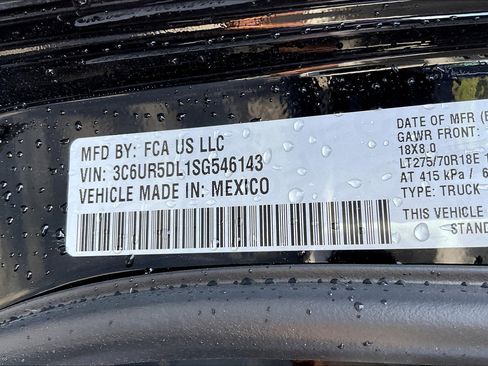 MFD BY: FCA US LLC
VIN: 3C6UR5DL1SG546143
VEHICLE MADE IN: MEXICO
DATE OF MFR
GAWR FRONT:
18X8.0
LT275/70R18E
AT 415 kPa /
TYPE: TRUCK
THIS VEHICLE
STAND